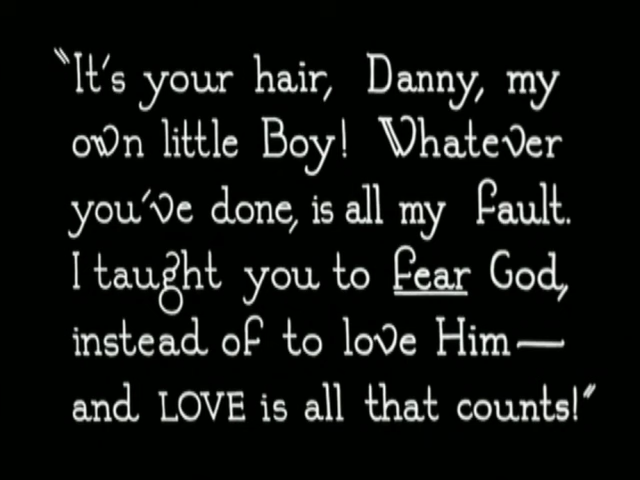 "It's your hair, Danny, my
own little Boy! Whatever
you've done, is all my fault.
I taught you to fear God,
instead of to love Him—
and LOVE is all that counts!"